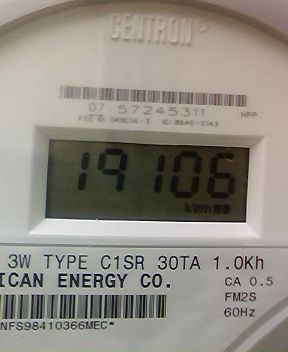 CENTRON®
07 57245311 HPP
19106
kWh
3W TYPE C1SR 30TA 1.0Kh
ICAN ENERGY CO. CA 0.5
FM2S
60Hz
NFS98410366MEC*